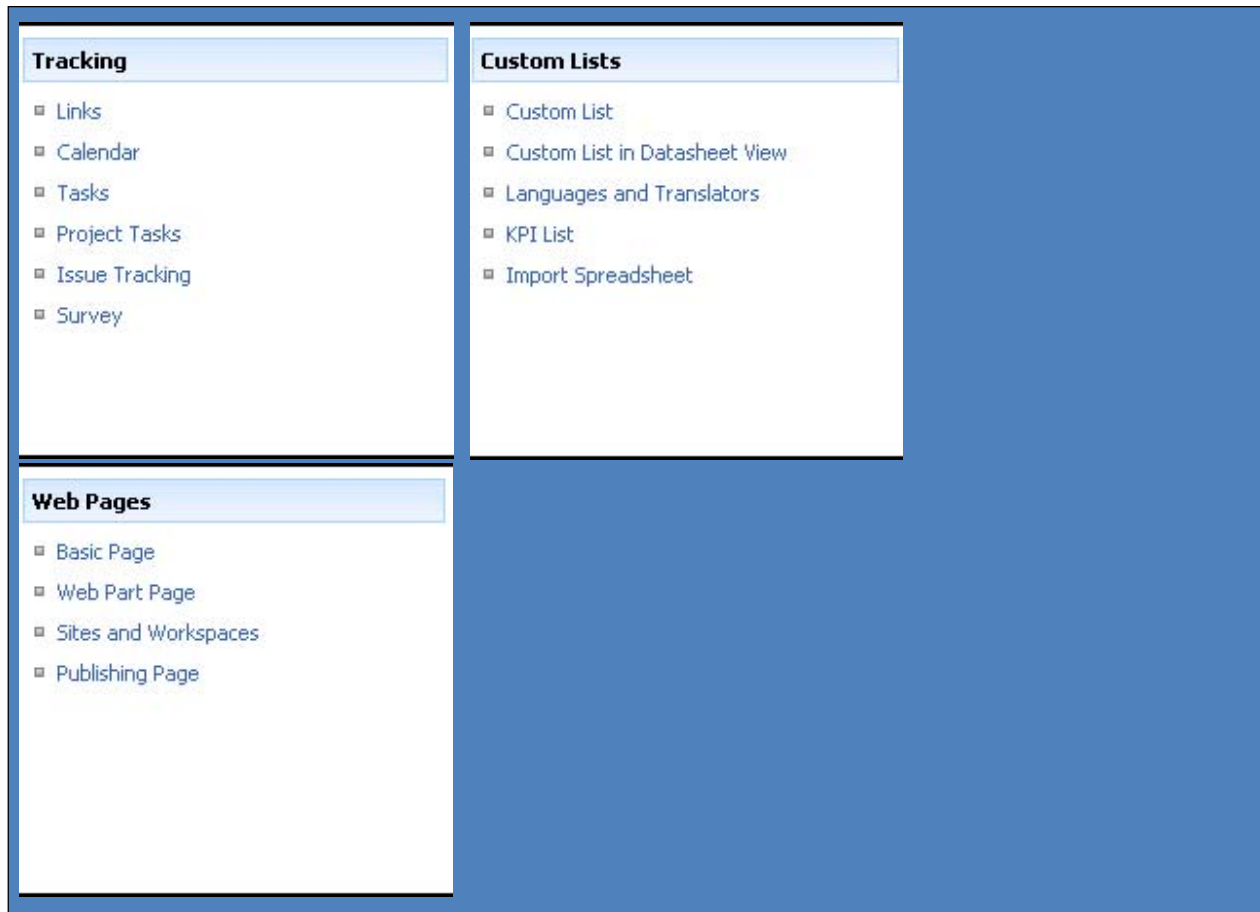 Tracking
Links
Calendar
Tasks
Project Tasks
Issue Tracking
Survey
Custom Lists
Custom List
Custom List in Datasheet View
Languages and Translators
KPI List
Import Spreadsheet
Web Pages
Basic Page
Web Part Page
Sites and Workspaces
Publishing Page